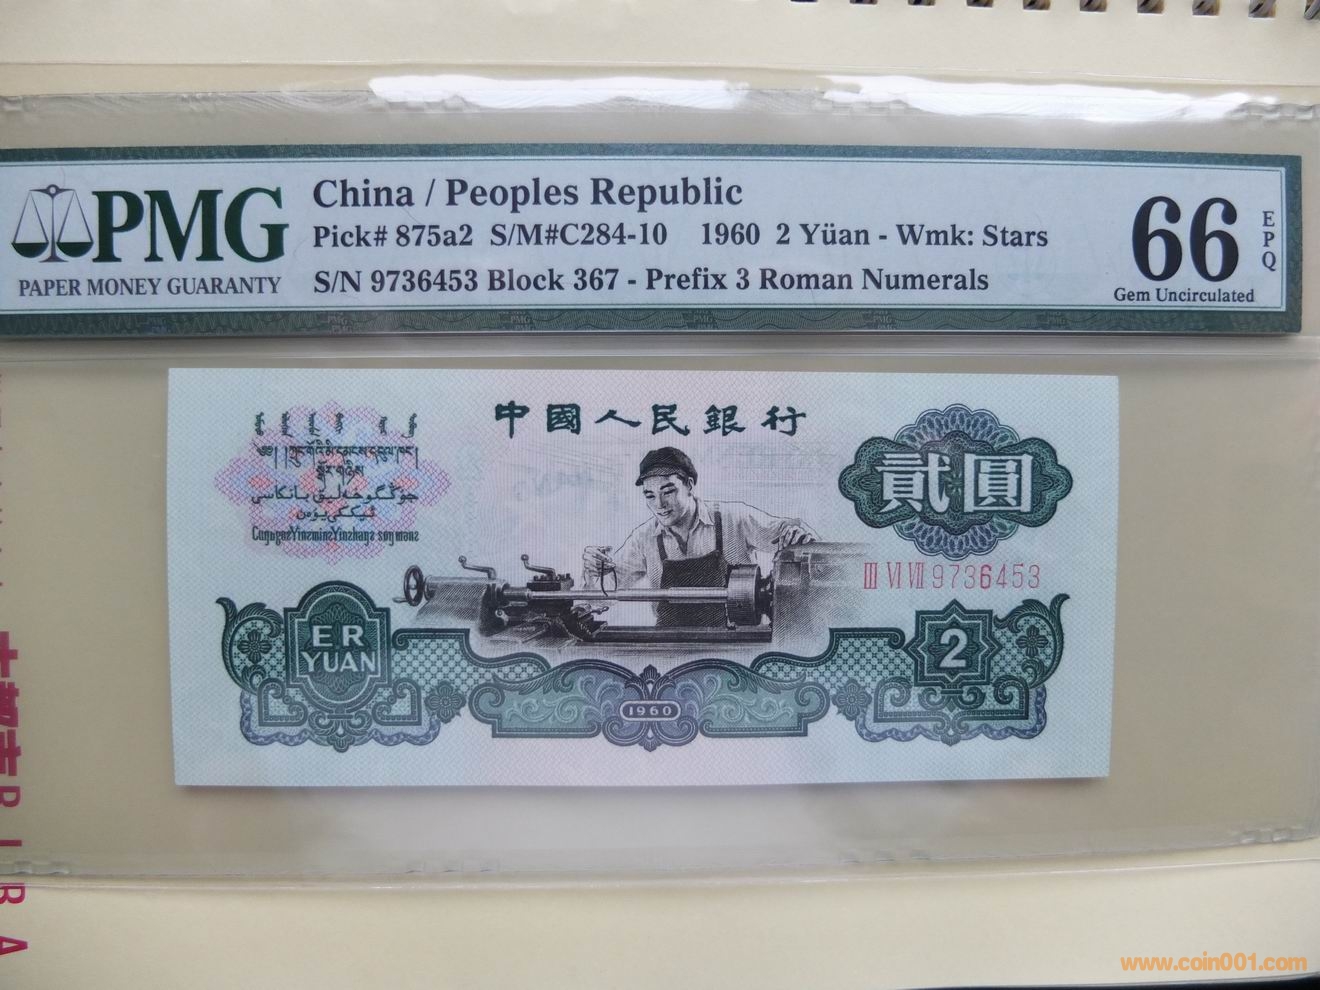 PMG
PAPER MONEY GUARANTY
China / Peoples Republic
Pick# 875a2 S/M#C284-10 1960 2 Yüan - Wmk: Stars
S/N 9736453 Block 367 - Prefix 3 Roman Numerals
66
EPQ
Gem Uncirculated
中國人民銀行
貳圓
CungƣozYinzminzYinzhangz songmanz
III VI VII 9736453
ER
YUAN
2
1960
www.coin001.com